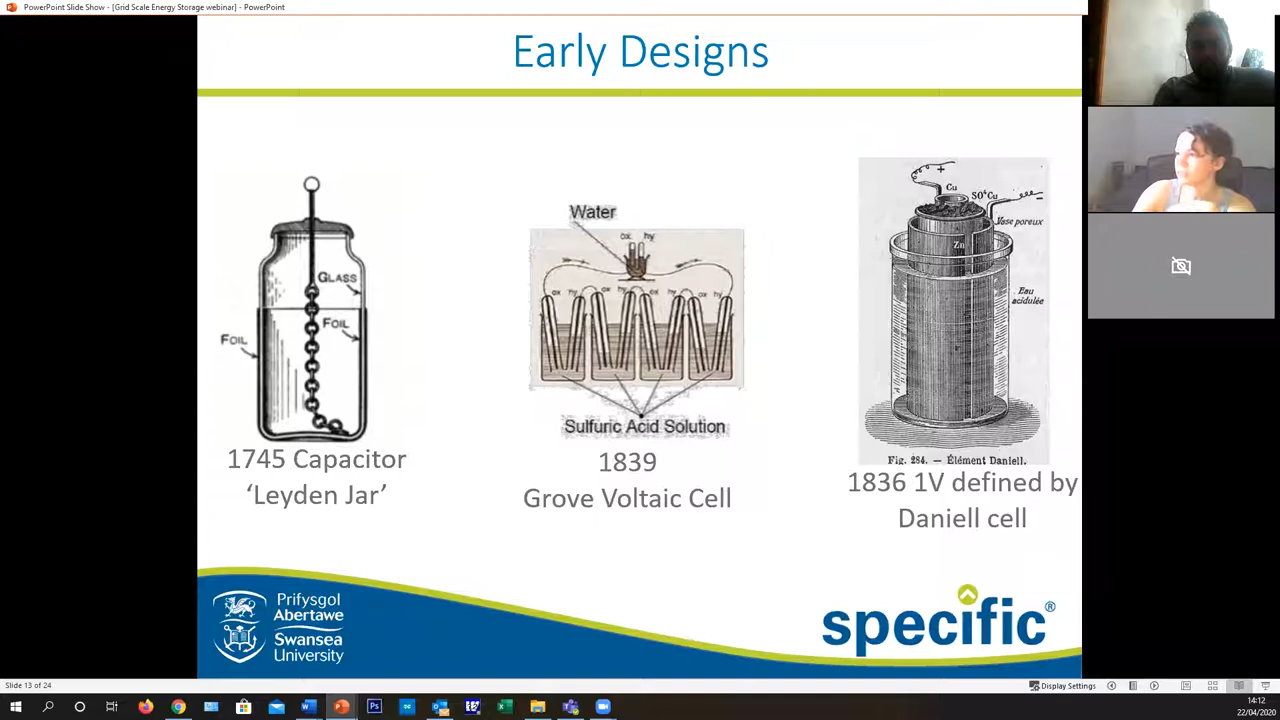 PowerPoint Slide Show - [Grid Scale Energy Storage webinar] - PowerPoint
Early Designs
GLASS
FOIL
FOIL
1745 Capacitor
‘Leyden Jar’
Water
ox hy
ox hy ox hy ox hy ox hy
Sulfuric Acid Solution
1839
Grove Voltaic Cell
+
Cu
SO⁴Cu
-
Vase poreux
Zn
Eau
acidulée
Fig. 284. — Élément Daniell.
1836 1V defined by
Daniell cell
Prifysgol
Abertawe
Swansea
University
specific®
Slide 13 of 24
Display Settings
14:12
22/04/2020